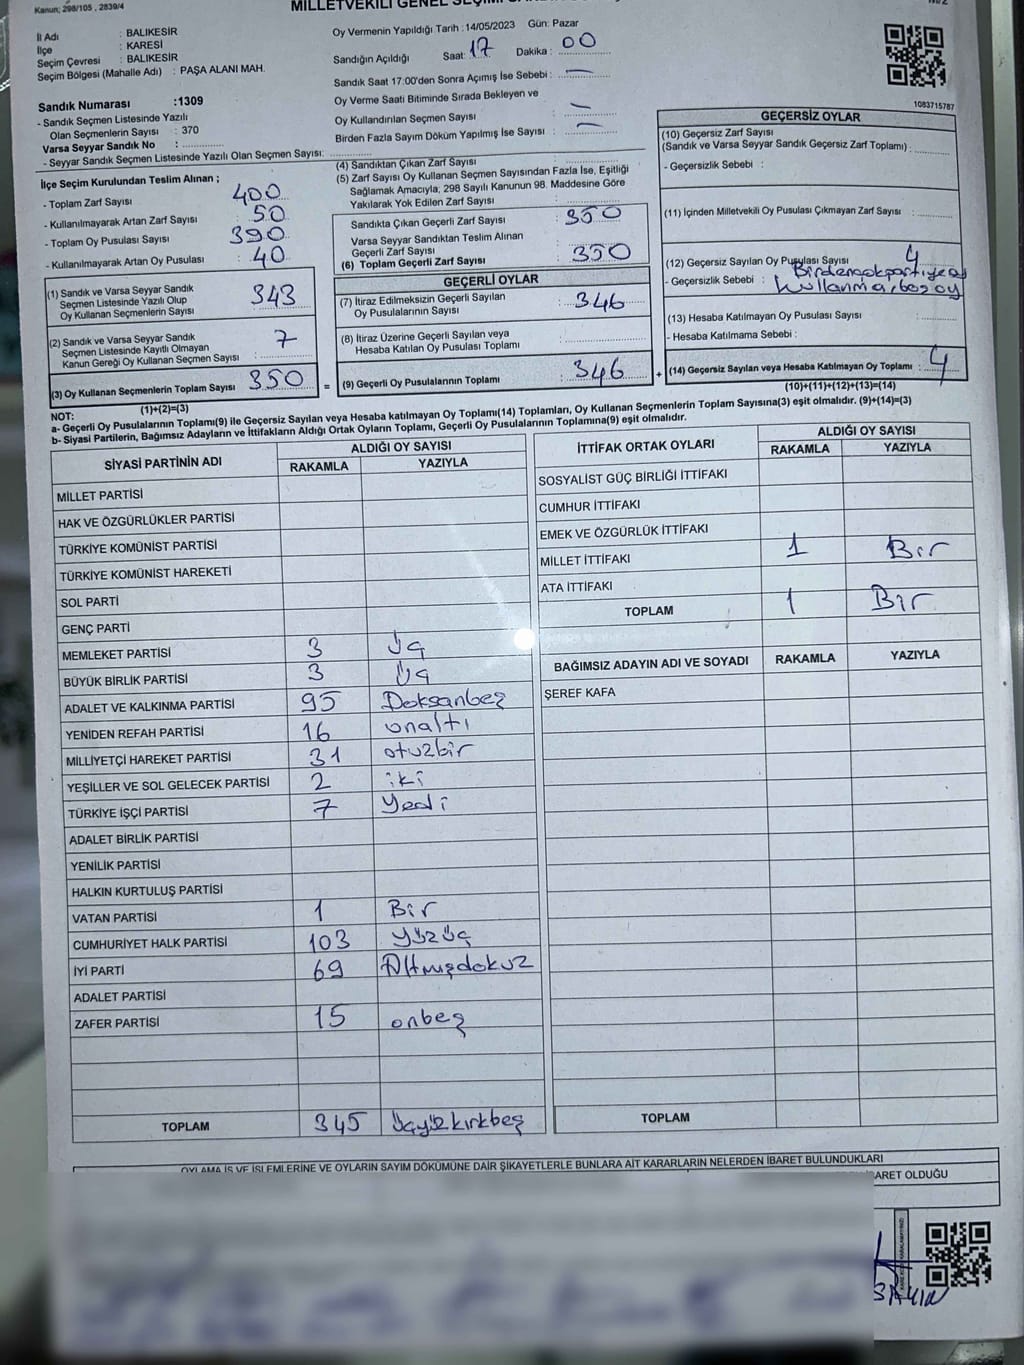 Kanun; 298/105 , 2839/4
MİLLETVEKİLİ GENEL SEÇİMİ
İl Adı : BALIKESİR
İlçe : KARESİ
Seçim Çevresi : BALIKESİR
Seçim Bölgesi (Mahalle Adı) : PAŞA ALANI MAH.
Oy Vermenin Yapıldığı Tarih :14/05/2023 Gün: Pazar
Sandığın Açıldığı Saat: 17 Dakika : 00
Sandık Saat 17:00'den Sonra Açımış İse Sebebi : —
Oy Verme Saati Bitiminde Sırada Bekleyen ve
Oy Kullandırılan Seçmen Sayısı : —
Birden Fazla Sayım Döküm Yapılmış İse Sayısı : —
Sandık Numarası :1309
- Sandık Seçmen Listesinde Yazılı
Olan Seçmenlerin Sayısı : 370
Varsa Seyyar Sandık No :
- Seyyar Sandık Seçmen Listesinde Yazılı Olan Seçmen Sayısı:
1083715787
İlçe Seçim Kurulundan Teslim Alınan ;
- Toplam Zarf Sayısı : 400
- Kullanılmayarak Artan Zarf Sayısı : 50
- Toplam Oy Pusulası Sayısı : 390
- Kullanılmayarak Artan Oy Pusulası : 40
(1) Sandık ve Varsa Seyyar Sandık
Seçmen Listesinde Yazılı Olup
Oy Kullanan Seçmenlerin Sayısı : 343
(2) Sandık ve Varsa Seyyar Sandık
Seçmen Listesinde Kayıtlı Olmayan
Kanun Gereği Oy Kullanan Seçmen Sayısı : 7
(3) Oy Kullanan Seçmenlerin Toplam Sayısı : 350
(1)+(2)=(3)
(4) Sandıktan Çıkan Zarf Sayısı :
(5) Zarf Sayısı Oy Kullanan Seçmen Sayısından Fazla İse, Eşitliği
Sağlamak Amacıyla; 298 Sayılı Kanunun 98. Maddesine Göre
Yakılarak Yok Edilen Zarf Sayısı :
Sandıkta Çıkan Geçerli Zarf Sayısı : 350
Varsa Seyyar Sandıktan Teslim Alınan
Geçerli Zarf Sayısı :
(6) Toplam Geçerli Zarf Sayısı : 350
GEÇERLİ OYLAR
(7) İtiraz Edilmeksizin Geçerli Sayılan
Oy Pusulalarının Sayısı : 346
(8) İtiraz Üzerine Geçerli Sayılan veya
Hesaba Katılan Oy Pusulası Toplamı :
= (9) Geçerli Oy Pusulalarının Toplamı : 346
GEÇERSİZ OYLAR
(10) Geçersiz Zarf Sayısı
(Sandık ve Varsa Seyyar Sandık Geçersiz Zarf Toplamı) :
- Geçersizlik Sebebi :
(11) İçinden Milletvekili Oy Pusulası Çıkmayan Zarf Sayısı :
(12) Geçersiz Sayılan Oy Pusulası Sayısı : 4
- Geçersizlik Sebebi :
(13) Hesaba Katılmayan Oy Pusulası Sayısı :
- Hesaba Katılmama Sebebi :
+ (14) Geçersiz Sayılan veya Hesaba Katılmayan Oy Toplamı : 4
(10)+(11)+(12)+(13)=(14)
NOT:
a- Geçerli Oy Pusulalarının Toplamı(9) ile Geçersiz Sayılan veya Hesaba katılmayan Oy Toplamı(14) Toplamları, Oy Kullanan Seçmenlerin Toplam Sayısına(3) eşit olmalıdır. (9)+(14)=(3)
b- Siyasi Partilerin, Bağımsız Adayların ve İttifakların Aldığı Ortak Oyların Toplamı, Geçerli Oy Pusulalarının Toplamına(9) eşit olmalıdır.
SİYASİ PARTİNİN ADI ALDIĞI OY SAYISI
RAKAMLA YAZIYLA
MİLLET PARTİSİ
HAK VE ÖZGÜRLÜKLER PARTİSİ
TÜRKİYE KOMÜNİST PARTİSİ
TÜRKİYE KOMÜNİST HAREKETİ
SOL PARTİ
GENÇ PARTİ
MEMLEKET PARTİSİ 3 Üç
BÜYÜK BİRLİK PARTİSİ 3 Üç
ADALET VE KALKINMA PARTİSİ 95 Doksanbeş
YENİDEN REFAH PARTİSİ 16 onaltı
MİLLİYETÇİ HAREKET PARTİSİ 31 otuzbir
YEŞİLLER VE SOL GELECEK PARTİSİ 2 iki
TÜRKİYE İŞÇİ PARTİSİ 7 Yedi
ADALET BİRLİK PARTİSİ
YENİLİK PARTİSİ
HALKIN KURTULUŞ PARTİSİ
VATAN PARTİSİ 1 Bir
CUMHURİYET HALK PARTİSİ 103 Yüzüç
İYİ PARTİ 69 Altmışdokuz
ADALET PARTİSİ
ZAFER PARTİSİ 15 onbeş
TOPLAM 345 Üçyüzkırkbeş
İTTİFAK ORTAK OYLARI ALDIĞI OY SAYISI
RAKAMLA YAZIYLA
SOSYALİST GÜÇ BİRLİĞİ İTTİFAKI
CUMHUR İTTİFAKI
EMEK VE ÖZGÜRLÜK İTTİFAKI
MİLLET İTTİFAKI 1 Bir
ATA İTTİFAKI
TOPLAM 1 Bir
BAĞIMSIZ ADAYIN ADI VE SOYADI RAKAMLA YAZIYLA
ŞEREF KAFA
TOPLAM
OYLAMA İŞ VE İŞLEMLERİNE VE OYLARIN SAYIM DÖKÜMÜNE DAİR ŞİKAYETLERLE BUNLARA AİT KARARLARIN NELERDEN İBARET BULUNDUKLARI
OLDUĞU